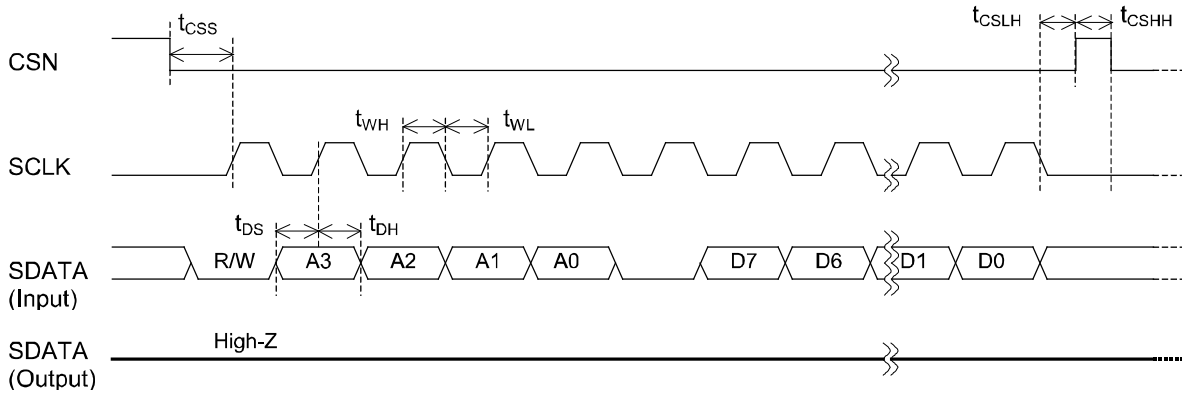 tCSS
tCSLH
tCSHH
CSN
tWH
tWL
SCLK
tDS
tDH
SDATA
(Input)
R/W
A3
A2
A1
A0
D7
D6
D1
D0
High-Z
SDATA
(Output)